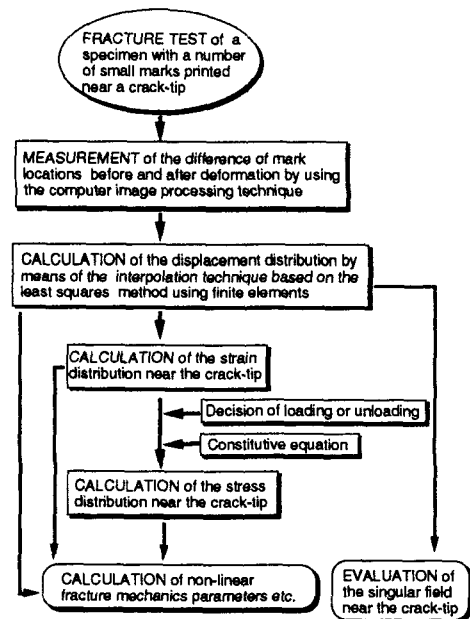 FRACTURE TEST of a
specimen with a number
of small marks printed
near a crack-tip
MEASUREMENT of the difference of mark
locations before and after deformation by using
the computer image processing technique
CALCULATION of the displacement distribution by
means of the interpolation technique based on the
least squares method using finite elements
CALCULATION of the strain
distribution near the crack-tip
Decision of loading or unloading
Constitutive equation
CALCULATION of the stress
distribution near the crack-tip
CALCULATION of non-linear
fracture mechanics parameters etc.
EVALUATION of
the singular field
near the crack-tip